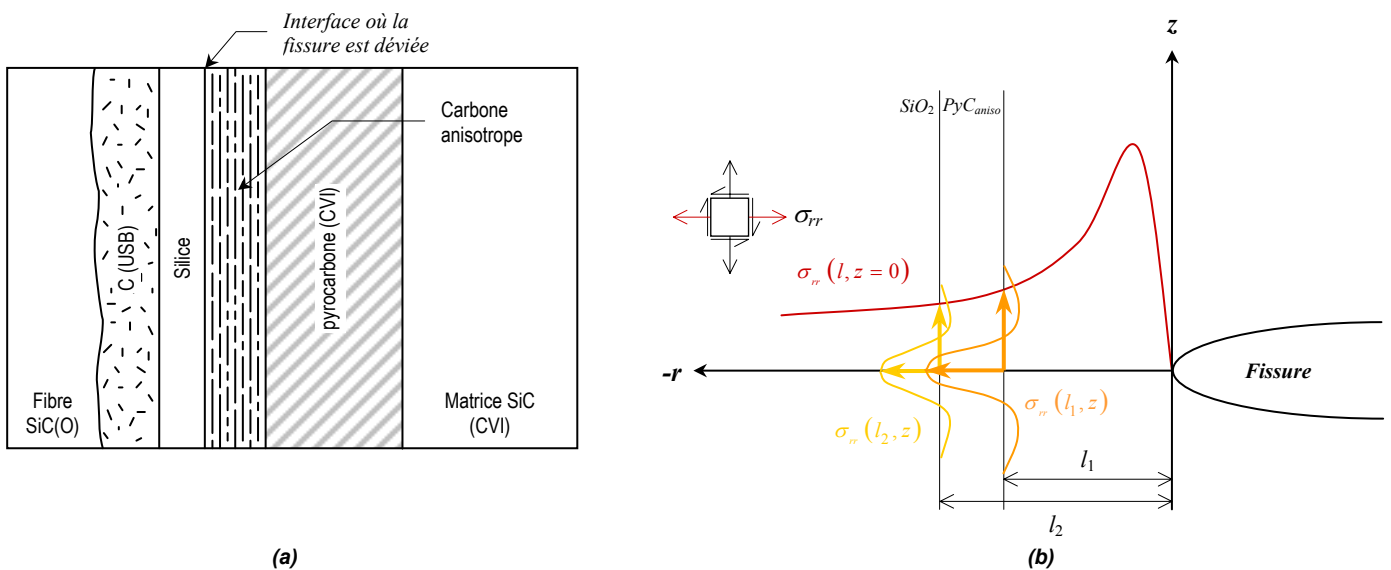 Interface où la
fissure est déviée
Carbone
anisotrope
C (USB)
Silice
pyrocarbone (CVI)
Fibre
SiC(O)
Matrice SiC
(CVI)
(a)
z
SiO2 PyCaniso
σrr
σrr (l, z = 0)
-r
Fissure
σrr (l1, z)
σrr (l2, z)
l1
l2
(b)